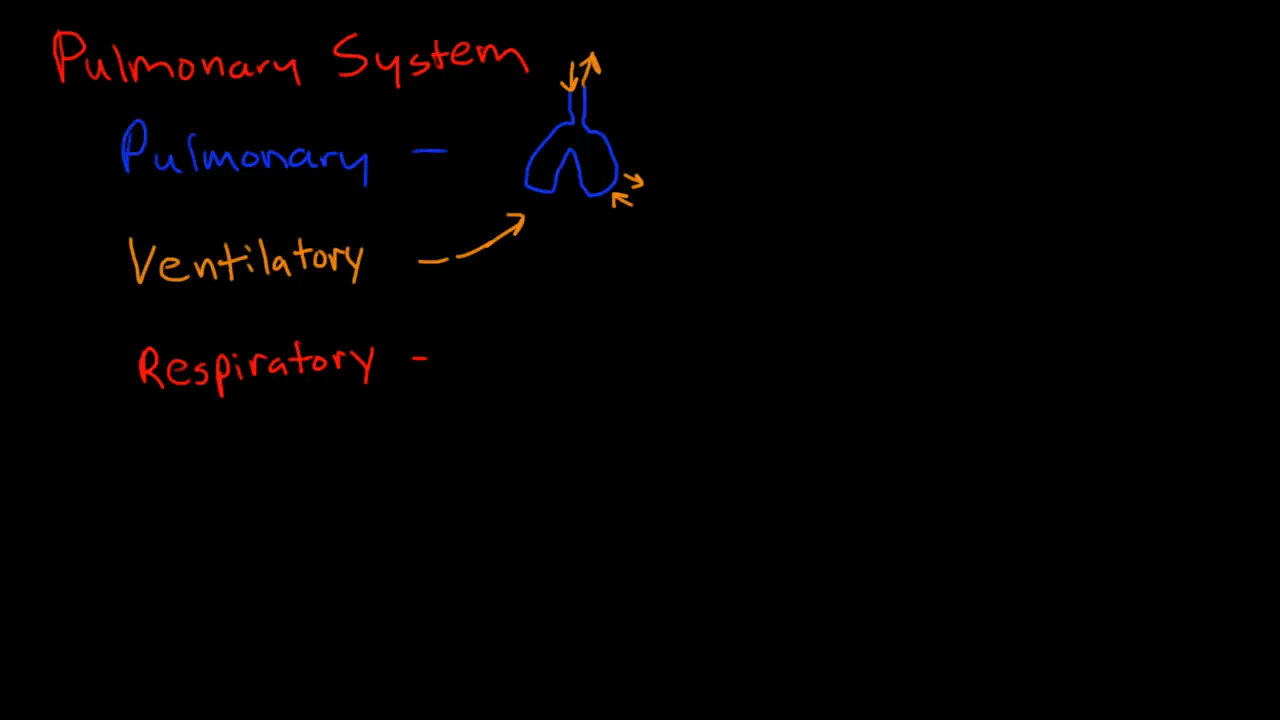 Pulmonary System
Pulmonary -
Ventilatory -
Respiratory -